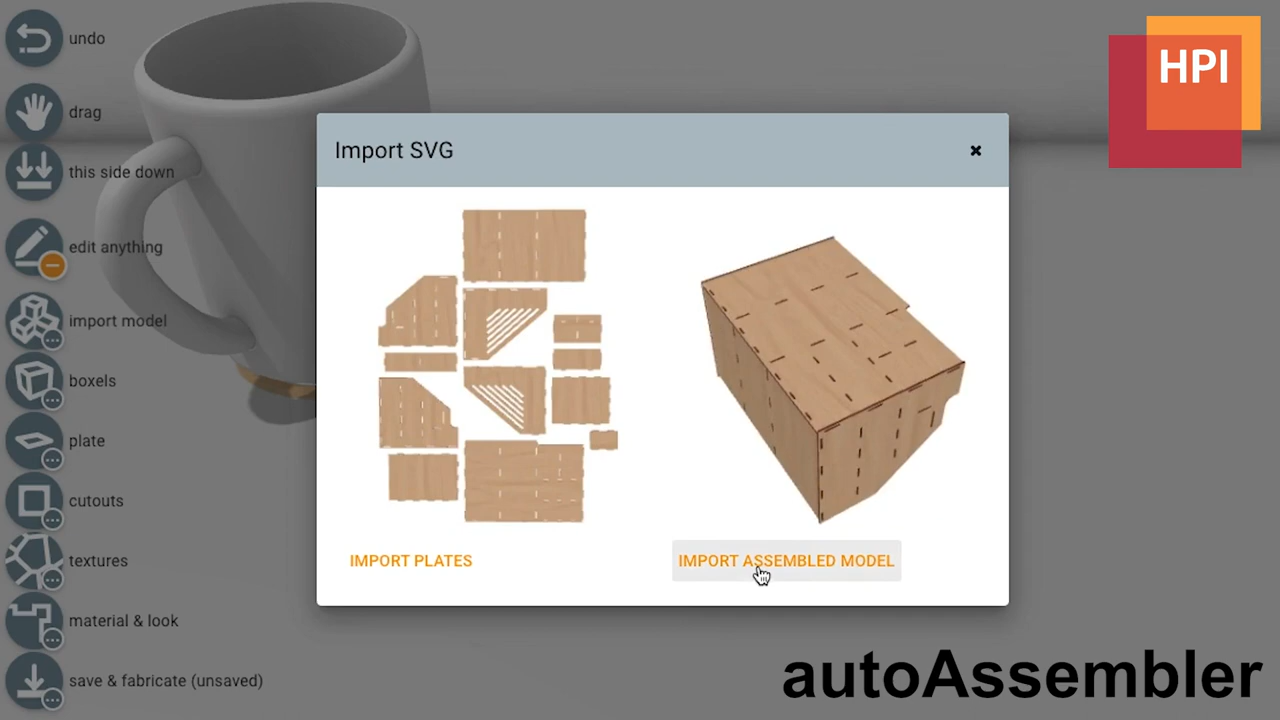 undo
drag
this side down
edit anything
import model
boxels
plate
cutouts
textures
material & look
save & fabricate (unsaved)
Import SVG
IMPORT PLATES
IMPORT ASSEMBLED MODEL
HPI
autoAssembler